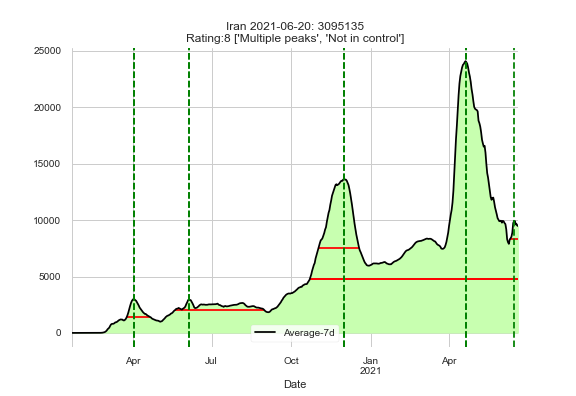 Iran 2021-06-20: 3095135
Rating:8 ['Multiple peaks', 'Not in control']
25000
20000
15000
10000
5000
0
Average-7d
Apr
Jul
Oct
Jan
2021
Apr
Date